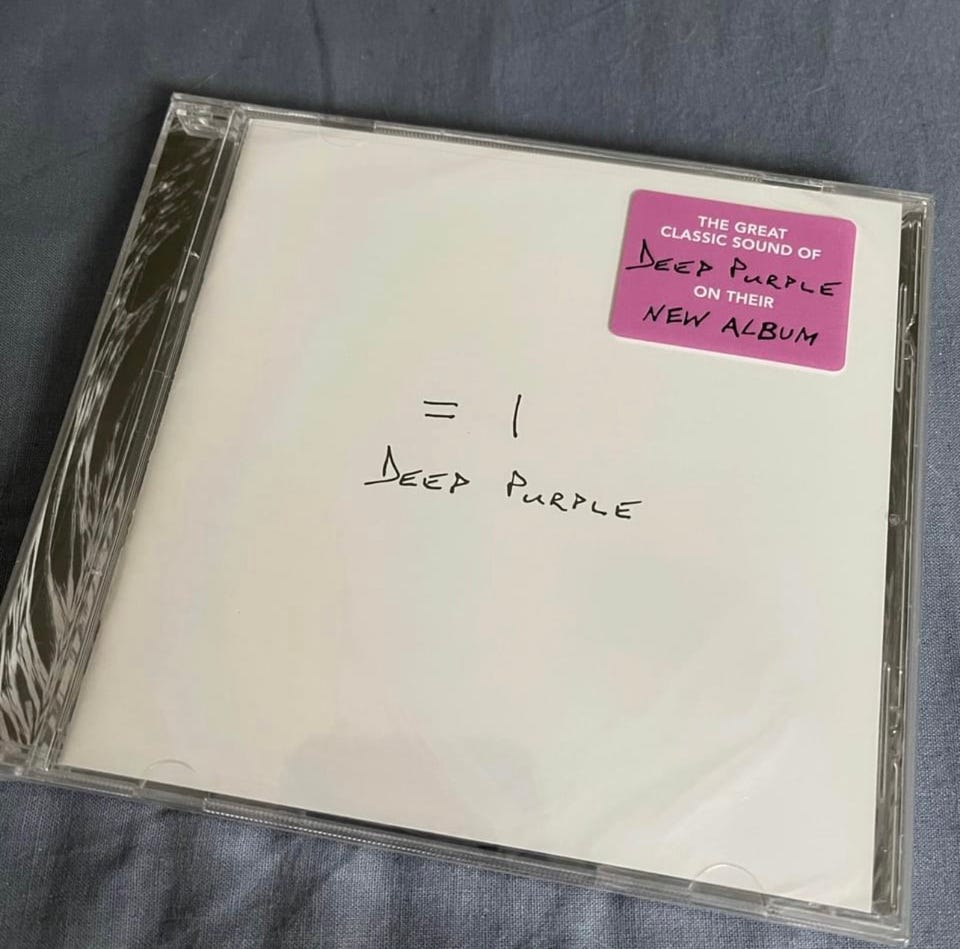 THE GREAT
CLASSIC SOUND OF
DEEP PURPLE
ON THEIR
NEW ALBUM
= 1
DEEP PURPLE